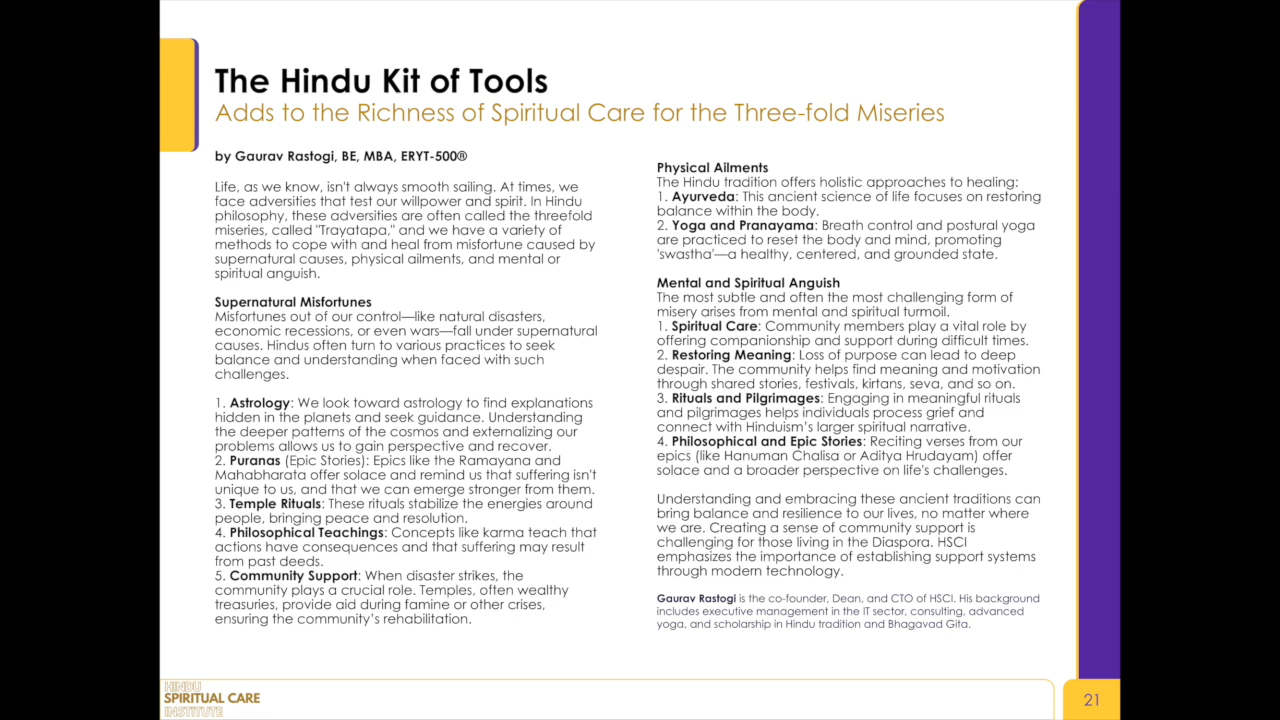 The Hindu Kit of Tools
Adds to the Richness of Spiritual Care for the Three-fold Miseries
by Gaurav Rastogi, BE, MBA, ERYT-500®
Life, as we know, isn't always smooth sailing. At times, we
face adversities that test our willpower and spirit. In Hindu
philosophy, these adversities are often called the threefold
miseries, called "Trayatapa," and we have a variety of
methods to cope with and heal from misfortune caused by
supernatural causes, physical ailments, and mental or
spiritual anguish.
Supernatural Misfortunes
Misfortunes out of our control—like natural disasters,
economic recessions, or even wars—fall under supernatural
causes. Hindus often turn to various practices to seek
balance and understanding when faced with such
challenges.
1. Astrology: We look toward astrology to find explanations
hidden in the planets and seek guidance. Understanding
the deeper patterns of the cosmos and externalizing our
problems allows us to gain perspective and recover.
2. Puranas (Epic Stories): Epics like the Ramayana and
Mahabharata offer solace and remind us that suffering isn't
unique to us, and that we can emerge stronger from them.
3. Temple Rituals: These rituals stabilize the energies around
people, bringing peace and resolution.
4. Philosophical Teachings: Concepts like karma teach that
actions have consequences and that suffering may result
from past deeds.
5. Community Support: When disaster strikes, the
community plays a crucial role. Temples, often wealthy
treasuries, provide aid during famine or other crises,
ensuring the community's rehabilitation.
Physical Ailments
The Hindu tradition offers holistic approaches to healing:
1. Ayurveda: This ancient science of life focuses on restoring
balance within the body.
2. Yoga and Pranayama: Breath control and postural yoga
are practiced to reset the body and mind, promoting
'swastha'—a healthy, centered, and grounded state.
Mental and Spiritual Anguish
The most subtle and often the most challenging form of
misery arises from mental and spiritual turmoil.
1. Spiritual Care: Community members play a vital role by
offering companionship and support during difficult times.
2. Restoring Meaning: Loss of purpose can lead to deep
despair. The community helps find meaning and motivation
through shared stories, festivals, kirtans, seva, and so on.
3. Rituals and Pilgrimages: Engaging in meaningful rituals
and pilgrimages helps individuals process grief and
connect with Hinduism's larger spiritual narrative.
4. Philosophical and Epic Stories: Reciting verses from our
epics (like Hanuman Chalisa or Aditya Hrudayam) offer
solace and a broader perspective on life's challenges.
Understanding and embracing these ancient traditions can
bring balance and resilience to our lives, no matter where
we are. Creating a sense of community support is
challenging for those living in the Diaspora. HSCI
emphasizes the importance of establishing support systems
through modern technology.
Gaurav Rastogi is the co-founder, Dean, and CTO of HSCI. His background
includes executive management in the IT sector, consulting, advanced
yoga, and scholarship in Hindu tradition and Bhagavad Gita.
HINDU
SPIRITUAL CARE
INSTITUTE
21